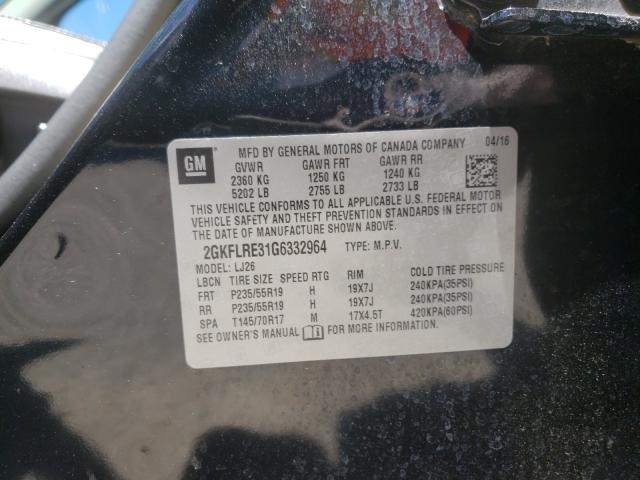 GM
MFD BY GENERAL MOTORS OF CANADA COMPANY 04/16
GVWR GAWR FRT GAWR RR
2360 KG 1250 KG 1240 KG
5202 LB 2755 LB 2733 LB
THIS VEHICLE CONFORMS TO ALL APPLICABLE U.S. FEDERAL MOTOR
VEHICLE SAFETY AND THEFT PREVENTION STANDARDS IN EFFECT ON
THE DATE OF MANUFACTURE SHOWN ABOVE.
2GKFLRE31G6332964 TYPE: M.P.V.
MODEL: LJ26
LBCN TIRE SIZE SPEED RTG RIM COLD TIRE PRESSURE
FRT P235/55R19 H 19X7J 240KPA(35PSI)
RR P235/55R19 H 19X7J 240KPA(35PSI)
SPA T145/70R17 M 17X4.5T 420KPA(60PSI)
SEE OWNER'S MANUAL FOR MORE INFORMATION.